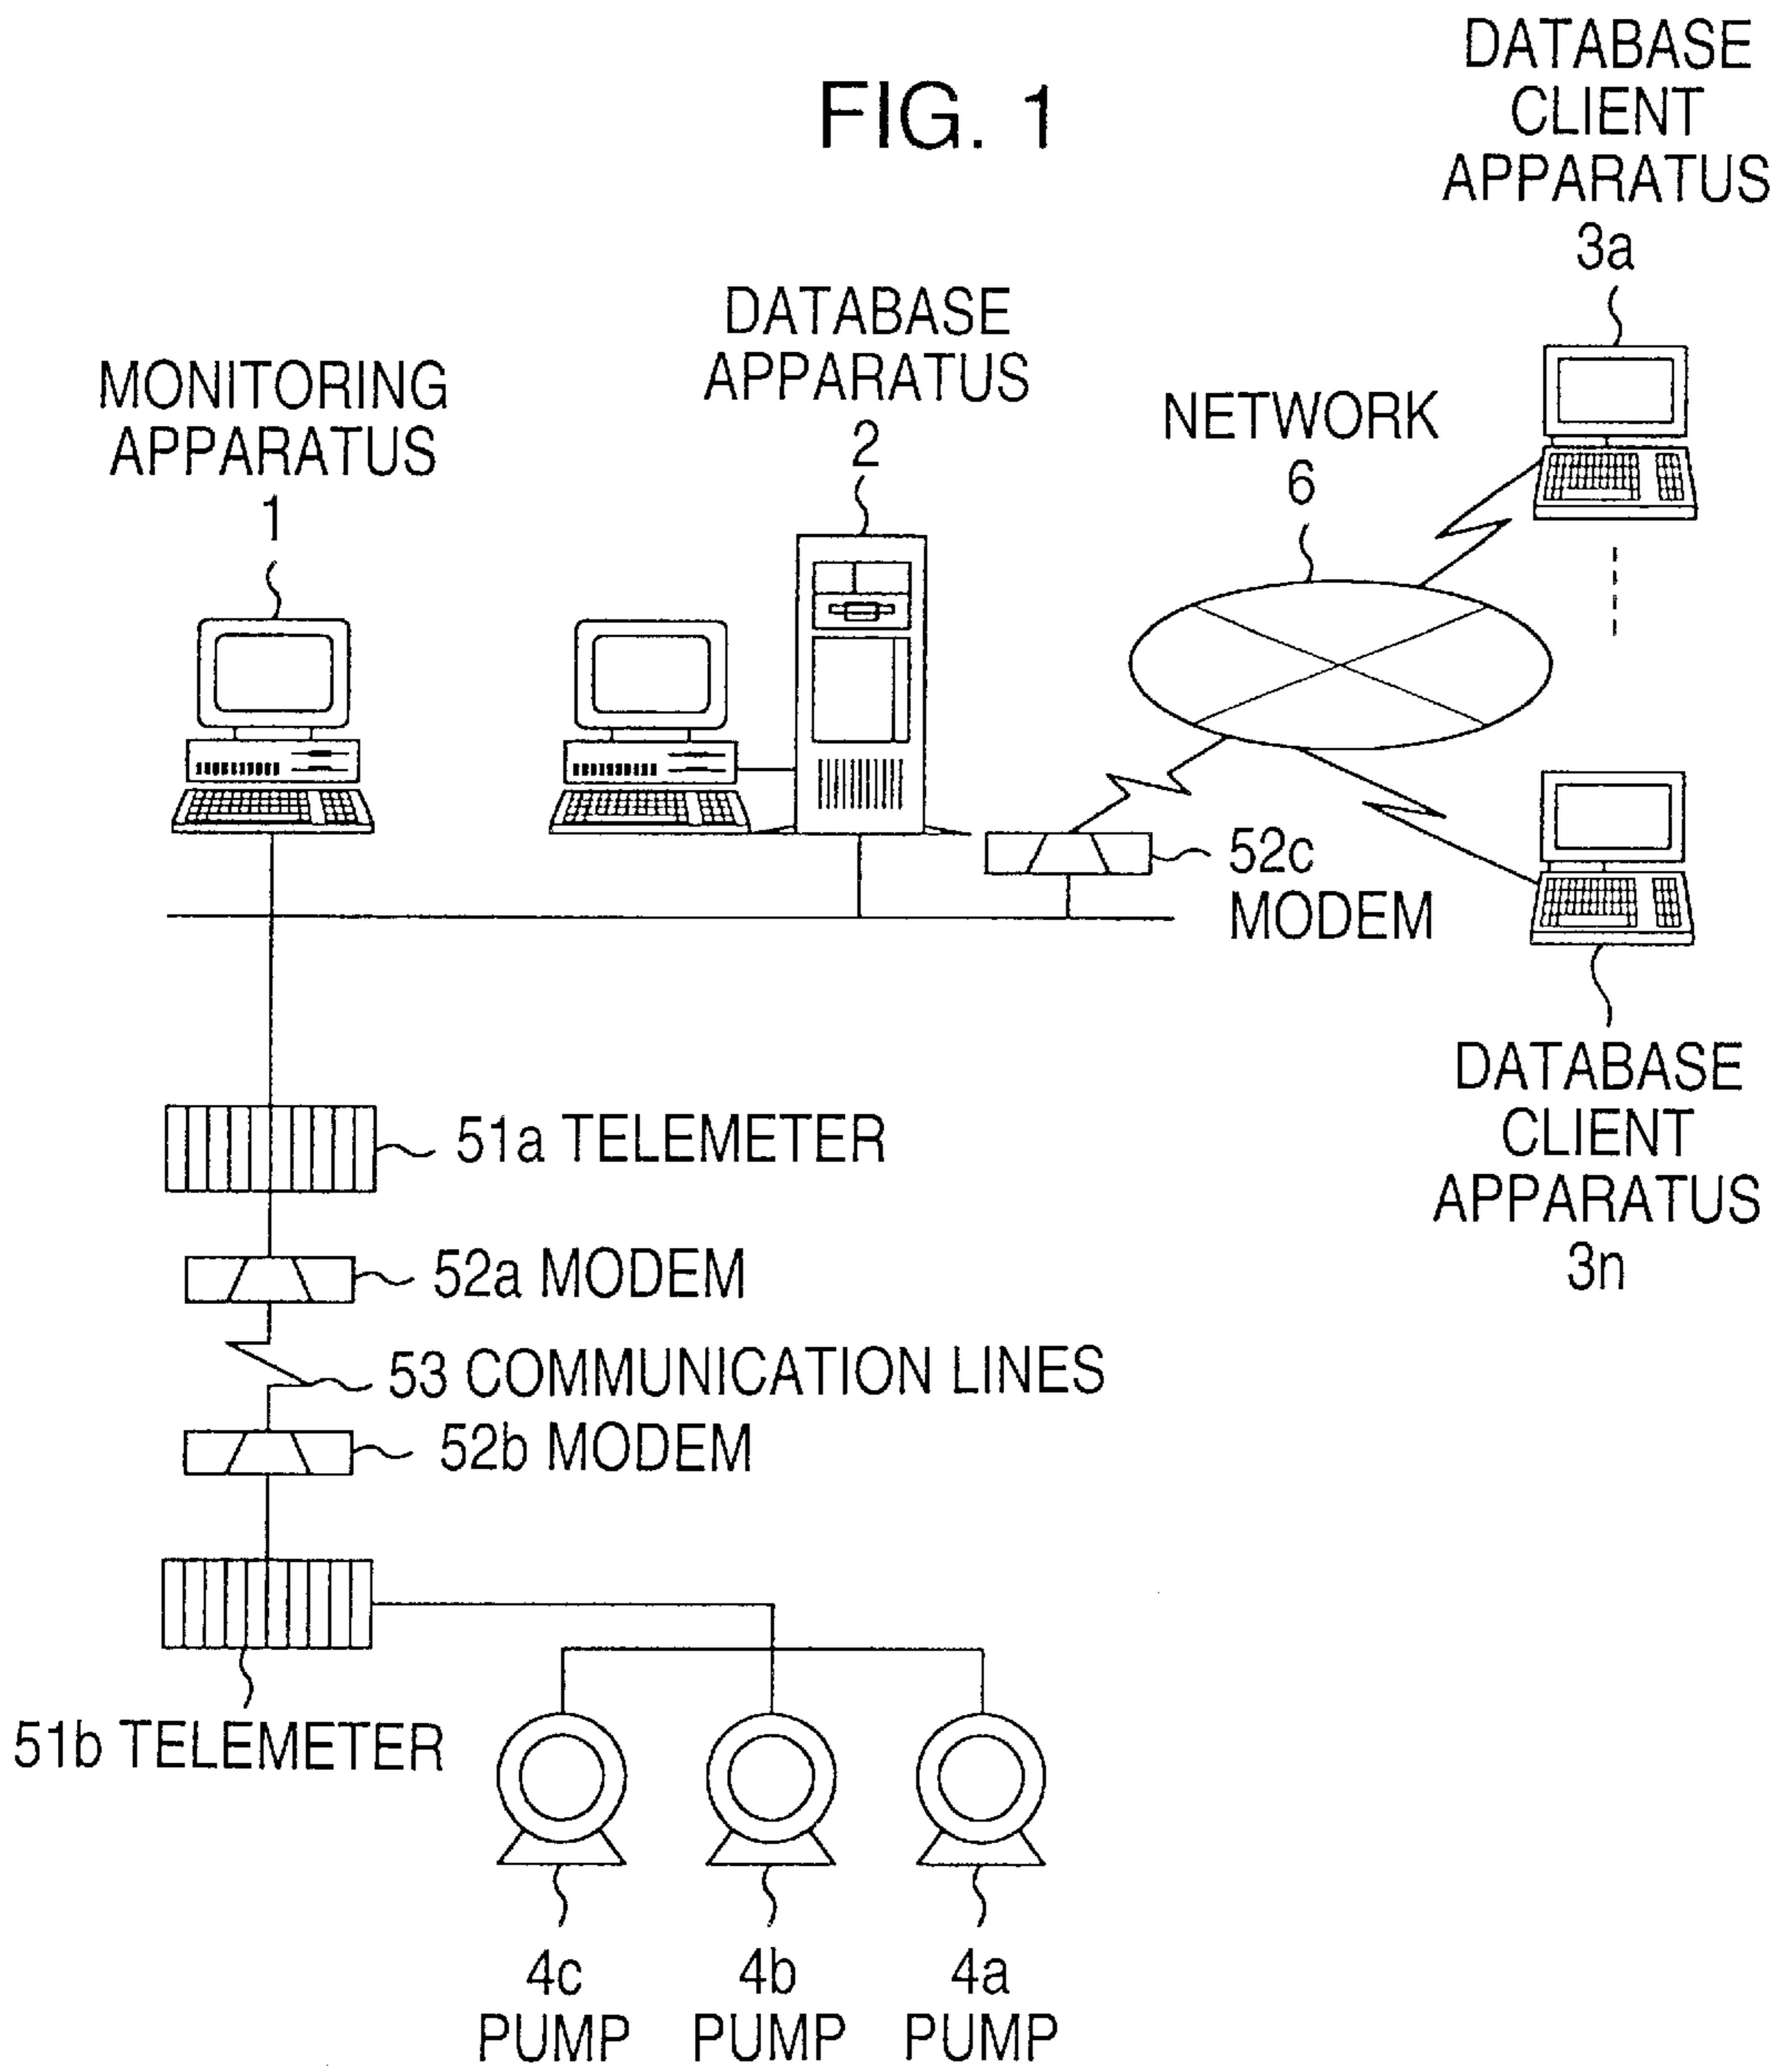 FIG. 1
DATABASE
CLIENT
APPARATUS
3a
DATABASE
APPARATUS
2
MONITORING
APPARATUS
1
NETWORK
6
52c
MODEM
DATABASE
CLIENT
APPARATUS
3n
51a TELEMETER
52a MODEM
53 COMMUNICATION LINES
52b MODEM
51b TELEMETER
4c
PUMP
4b
PUMP
4a
PUMP